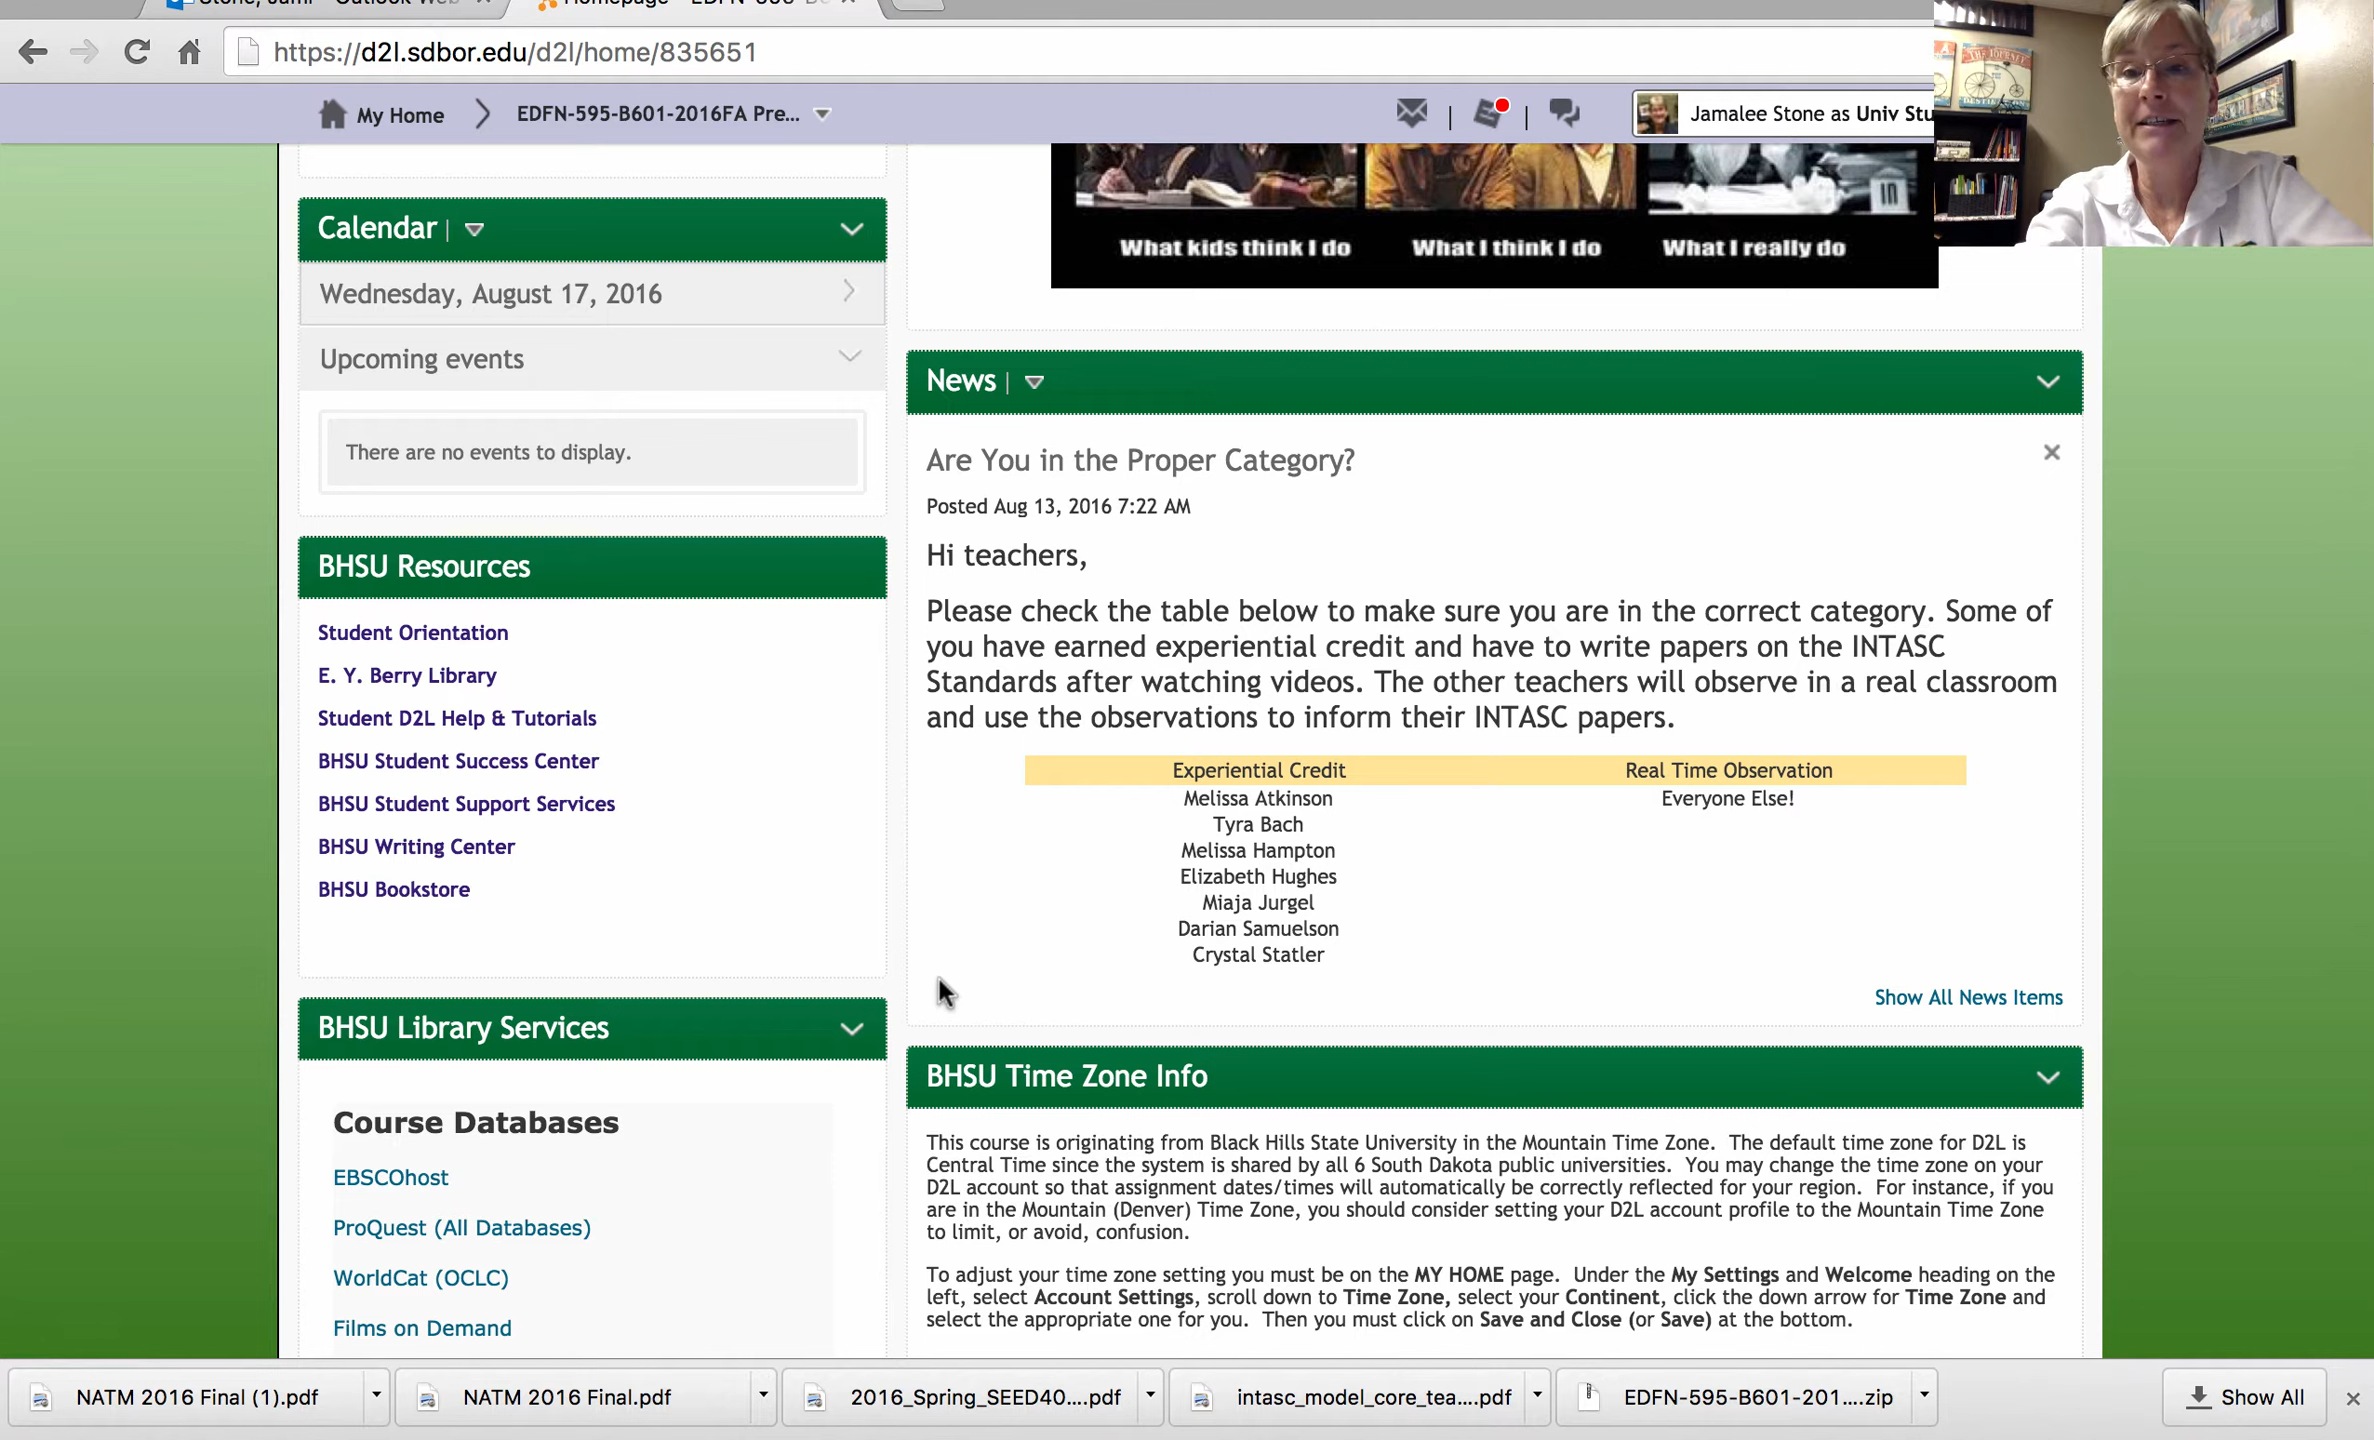 https://d2l.sdbor.edu/d2l/home/835651
My Home
EDFN-595-B601-2016FA Pre...
Jamalee Stone as Univ Stu
THE JOURNEY
What kids think I do
What I think I do
What I really do
Calendar
Wednesday, August 17, 2016
Upcoming events
There are no events to display.
BHSU Resources
Student Orientation
E. Y. Berry Library
Student D2L Help & Tutorials
BHSU Student Success Center
BHSU Student Support Services
BHSU Writing Center
BHSU Bookstore
BHSU Library Services
Course Databases
EBSCOhost
ProQuest (All Databases)
WorldCat (OCLC)
Films on Demand
News
Are You in the Proper Category?
Posted Aug 13, 2016 7:22 AM
Hi teachers,
Please check the table below to make sure you are in the correct category. Some of
you have earned experiential credit and have to write papers on the INTASC
Standards after watching videos. The other teachers will observe in a real classroom
and use the observations to inform their INTASC papers.
Experiential Credit
Real Time Observation
Melissa Atkinson
Everyone Else!
Tyra Bach
Melissa Hampton
Elizabeth Hughes
Miaja Jurgel
Darian Samuelson
Crystal Statler
Show All News Items
BHSU Time Zone Info
This course is originating from Black Hills State University in the Mountain Time Zone. The default time zone for D2L is
Central Time since the system is shared by all 6 South Dakota public universities. You may change the time zone on your
D2L account so that assignment dates/times will automatically be correctly reflected for your region. For instance, if you
are in the Mountain (Denver) Time Zone, you should consider setting your D2L account profile to the Mountain Time Zone
to limit, or avoid, confusion.
To adjust your time zone setting you must be on the MY HOME page. Under the My Settings and Welcome heading on the
left, select Account Settings, scroll down to Time Zone, select your Continent, click the down arrow for Time Zone and
select the appropriate one for you. Then you must click on Save and Close (or Save) at the bottom.
NATM 2016 Final (1).pdf
NATM 2016 Final.pdf
2016_Spring_SEED40....pdf
intasc_model_core_tea....pdf
EDFN-595-B601-201....zip
Show All